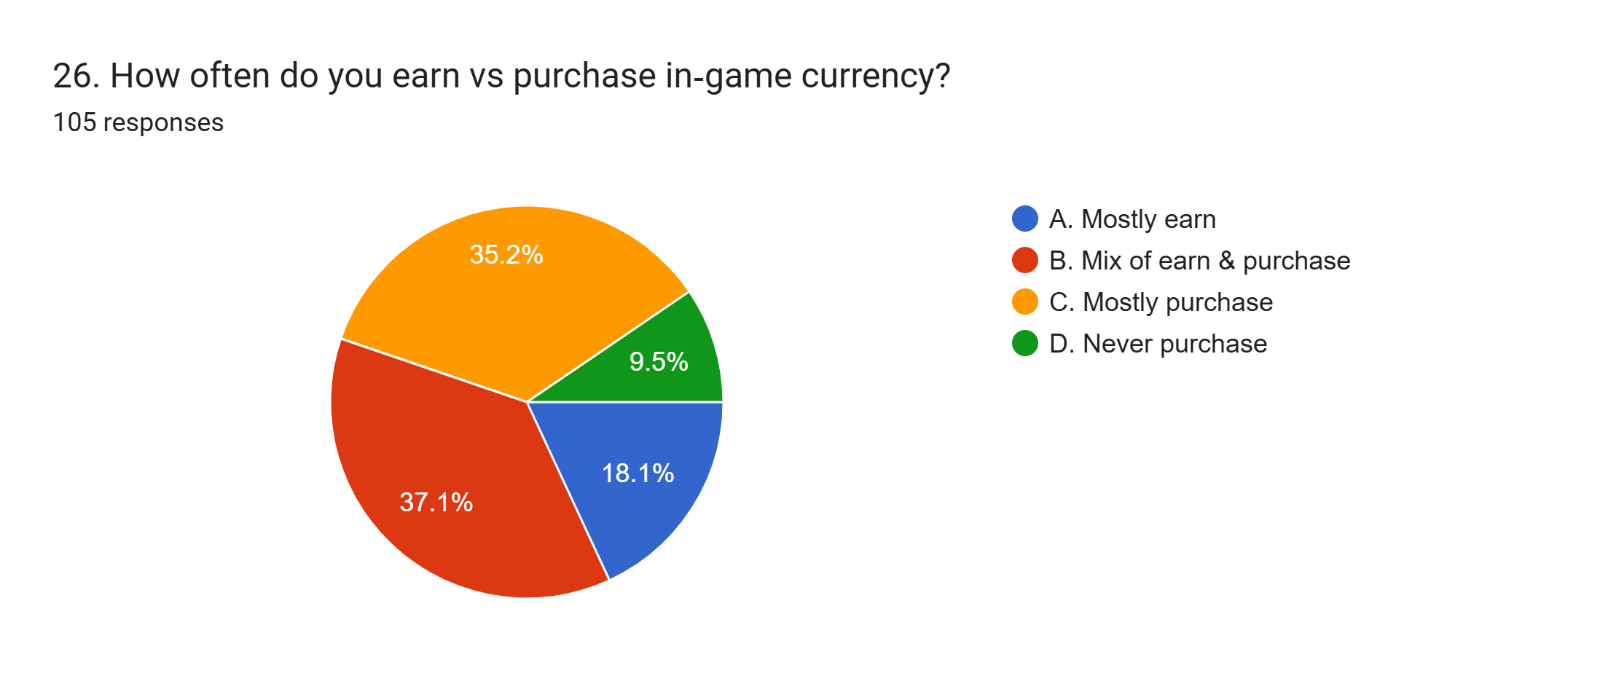 26. How often do you earn vs purchase in-game currency?
105 responses
35.2%
9.5%
18.1%
37.1%
A. Mostly earn
B. Mix of earn & purchase
C. Mostly purchase
D. Never purchase